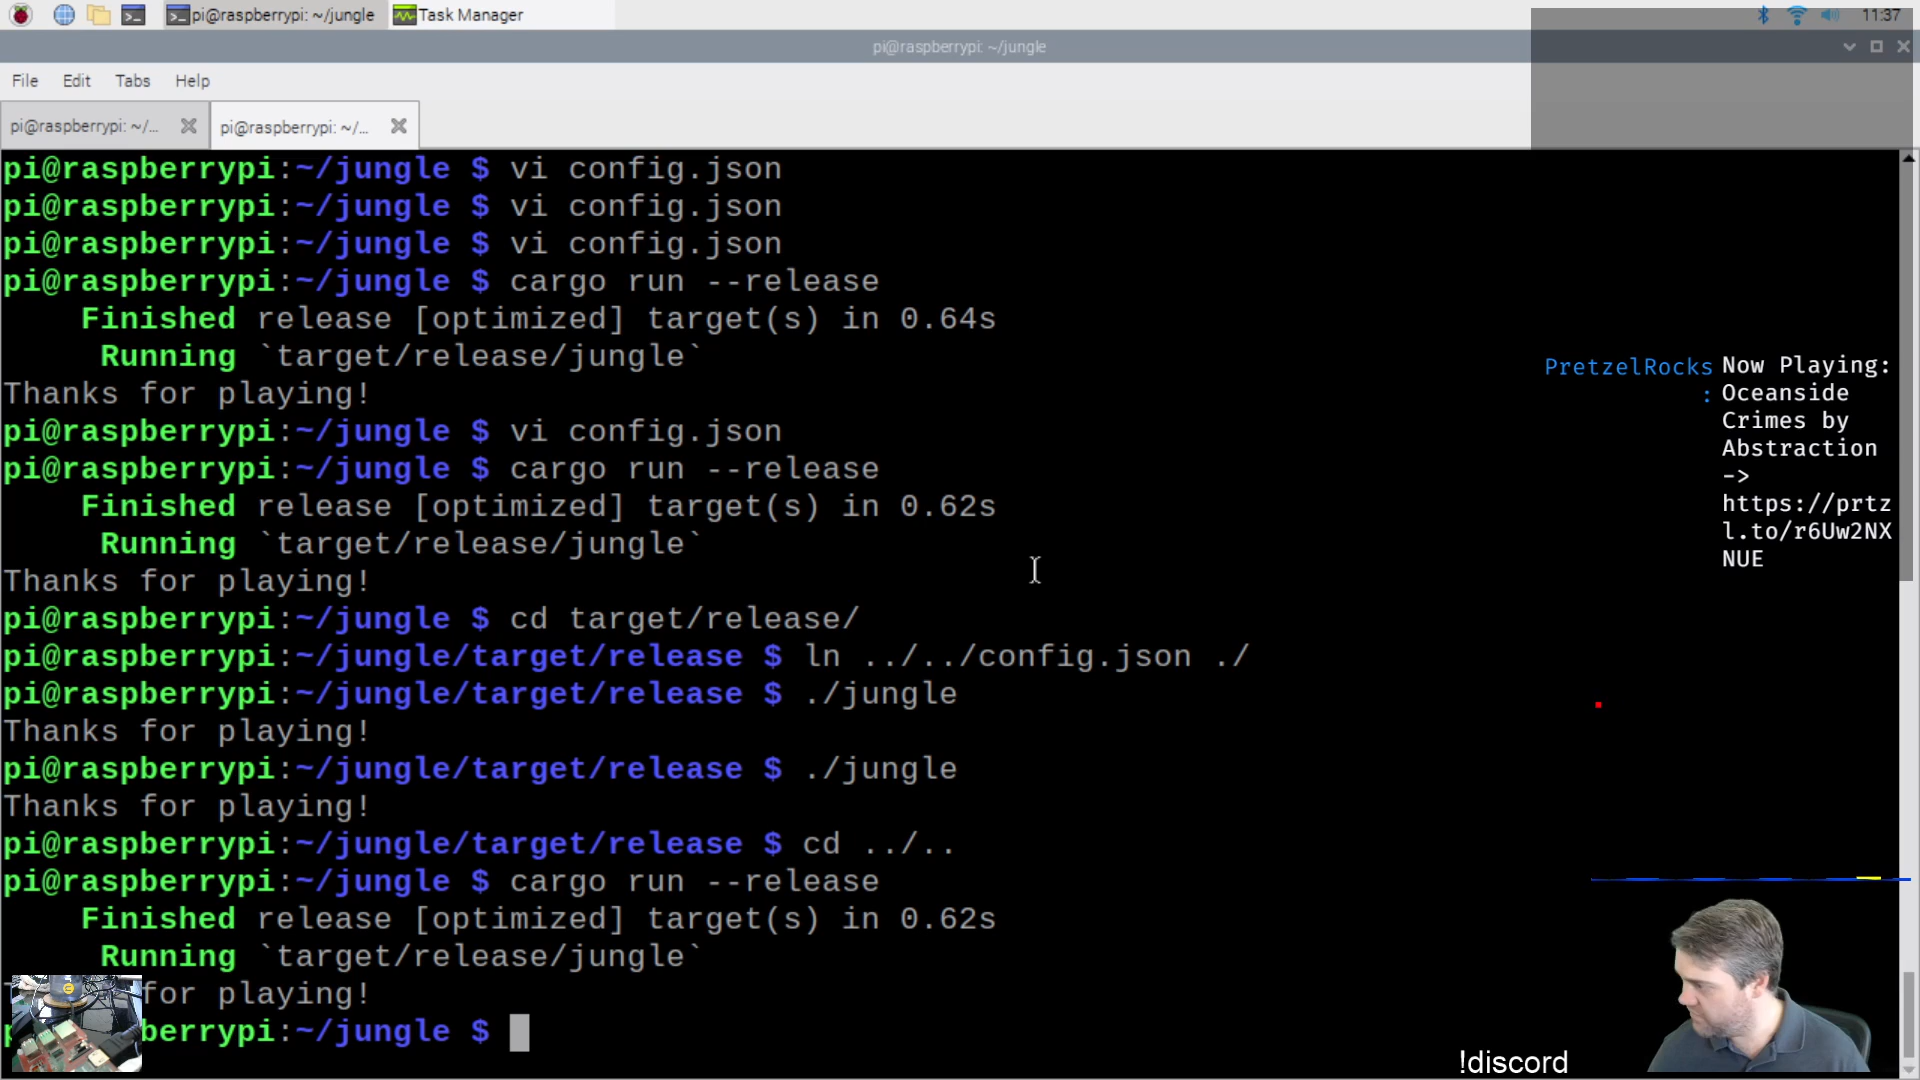 pi@raspberrypi: ~/jungle
Task Manager
11:37
pi@raspberrypi: ~/jungle
File Edit Tabs Help
pi@raspberrypi: ~/...
pi@raspberrypi: ~/...
pi@raspberrypi:~/jungle $ vi config.json
pi@raspberrypi:~/jungle $ vi config.json
pi@raspberrypi:~/jungle $ vi config.json
pi@raspberrypi:~/jungle $ cargo run --release
Finished release [optimized] target(s) in 0.64s
Running `target/release/jungle`
Thanks for playing!
pi@raspberrypi:~/jungle $ vi config.json
pi@raspberrypi:~/jungle $ cargo run --release
Finished release [optimized] target(s) in 0.62s
Running `target/release/jungle`
Thanks for playing!
pi@raspberrypi:~/jungle $ cd target/release/
pi@raspberrypi:~/jungle/target/release $ ln ../../config.json ./
pi@raspberrypi:~/jungle/target/release $ ./jungle
Thanks for playing!
pi@raspberrypi:~/jungle/target/release $ ./jungle
Thanks for playing!
pi@raspberrypi:~/jungle/target/release $ cd ../..
pi@raspberrypi:~/jungle $ cargo run --release
Finished release [optimized] target(s) in 0.62s
Running `target/release/jungle`
for playing!
berrypi:~/jungle $
PretzelRocks Now Playing:
: Oceanside
Crimes by
Abstraction
->
https://prtz
l.to/r6Uw2NX
NUE
!discord